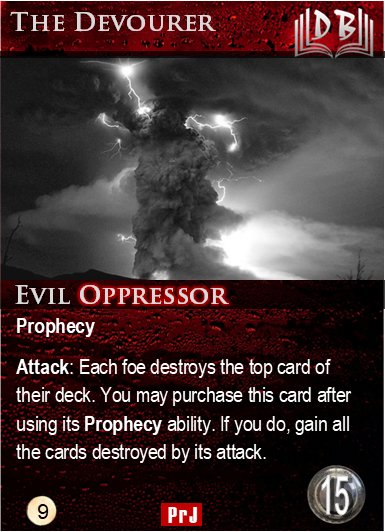 The Devourer
DB
Evil Oppressor
Prophecy
Attack: Each foe destroys the top card of
their deck. You may purchase this card after
using its Prophecy ability. If you do, gain all
the cards destroyed by its attack.
9
PrJ
15